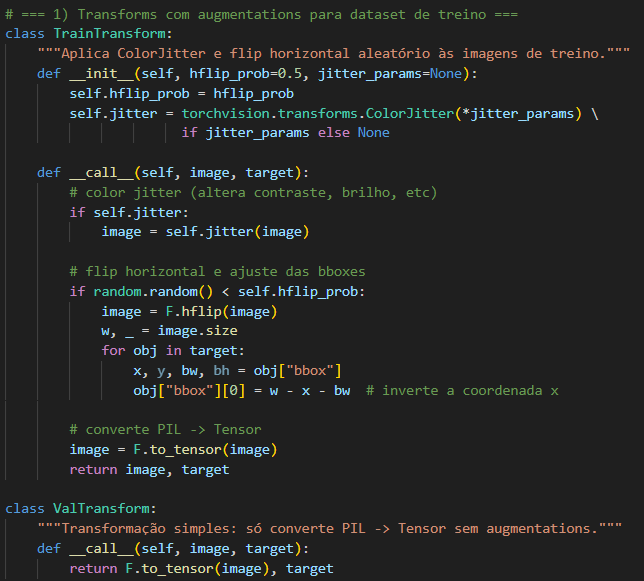 # === 1) Transforms com augmentations para dataset de treino ===
class TrainTransform:
    """Aplica ColorJitter e flip horizontal aleatório às imagens de treino."""
    def __init__(self, hflip_prob=0.5, jitter_params=None):
        self.hflip_prob = hflip_prob
        self.jitter = torchvision.transforms.ColorJitter(*jitter_params) \
                      if jitter_params else None

    def __call__(self, image, target):
        # color jitter (altera contraste, brilho, etc)
        if self.jitter:
            image = self.jitter(image)

        # flip horizontal e ajuste das bboxes
        if random.random() < self.hflip_prob:
            image = F.hflip(image)
            w, _ = image.size
            for obj in target:
                x, y, bw, bh = obj["bbox"]
                obj["bbox"][0] = w - x - bw  # inverte a coordenada x

        # converte PIL -> Tensor
        image = F.to_tensor(image)
        return image, target

class ValTransform:
    """Transformação simples: só converte PIL -> Tensor sem augmentations."""
    def __call__(self, image, target):
        return F.to_tensor(image), target